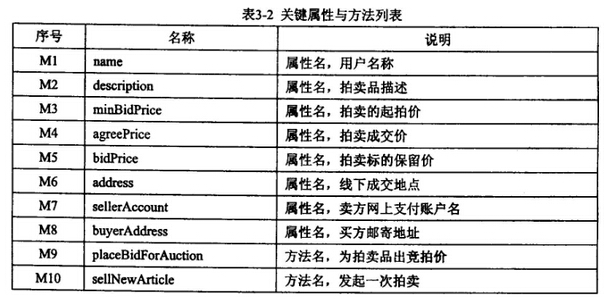 表3-2 关键属性与方法列表
序号 名称 说明
M1 name 属性名，用户名称
M2 description 属性名，拍卖品描述
M3 minBidPrice 属性名，拍卖的起拍价
M4 agreePrice 属性名，拍卖成交价
M5 bidPrice 属性名，拍卖标的保留价
M6 address 属性名，线下成交地点
M7 sellerAccount 属性名，卖方网上支付账户名
M8 buyerAddress 属性名，买方邮寄地址
M9 placeBidForAuction 方法名，为拍卖品出竞拍价
M10 sellNewArticle 方法名，发起一次拍卖